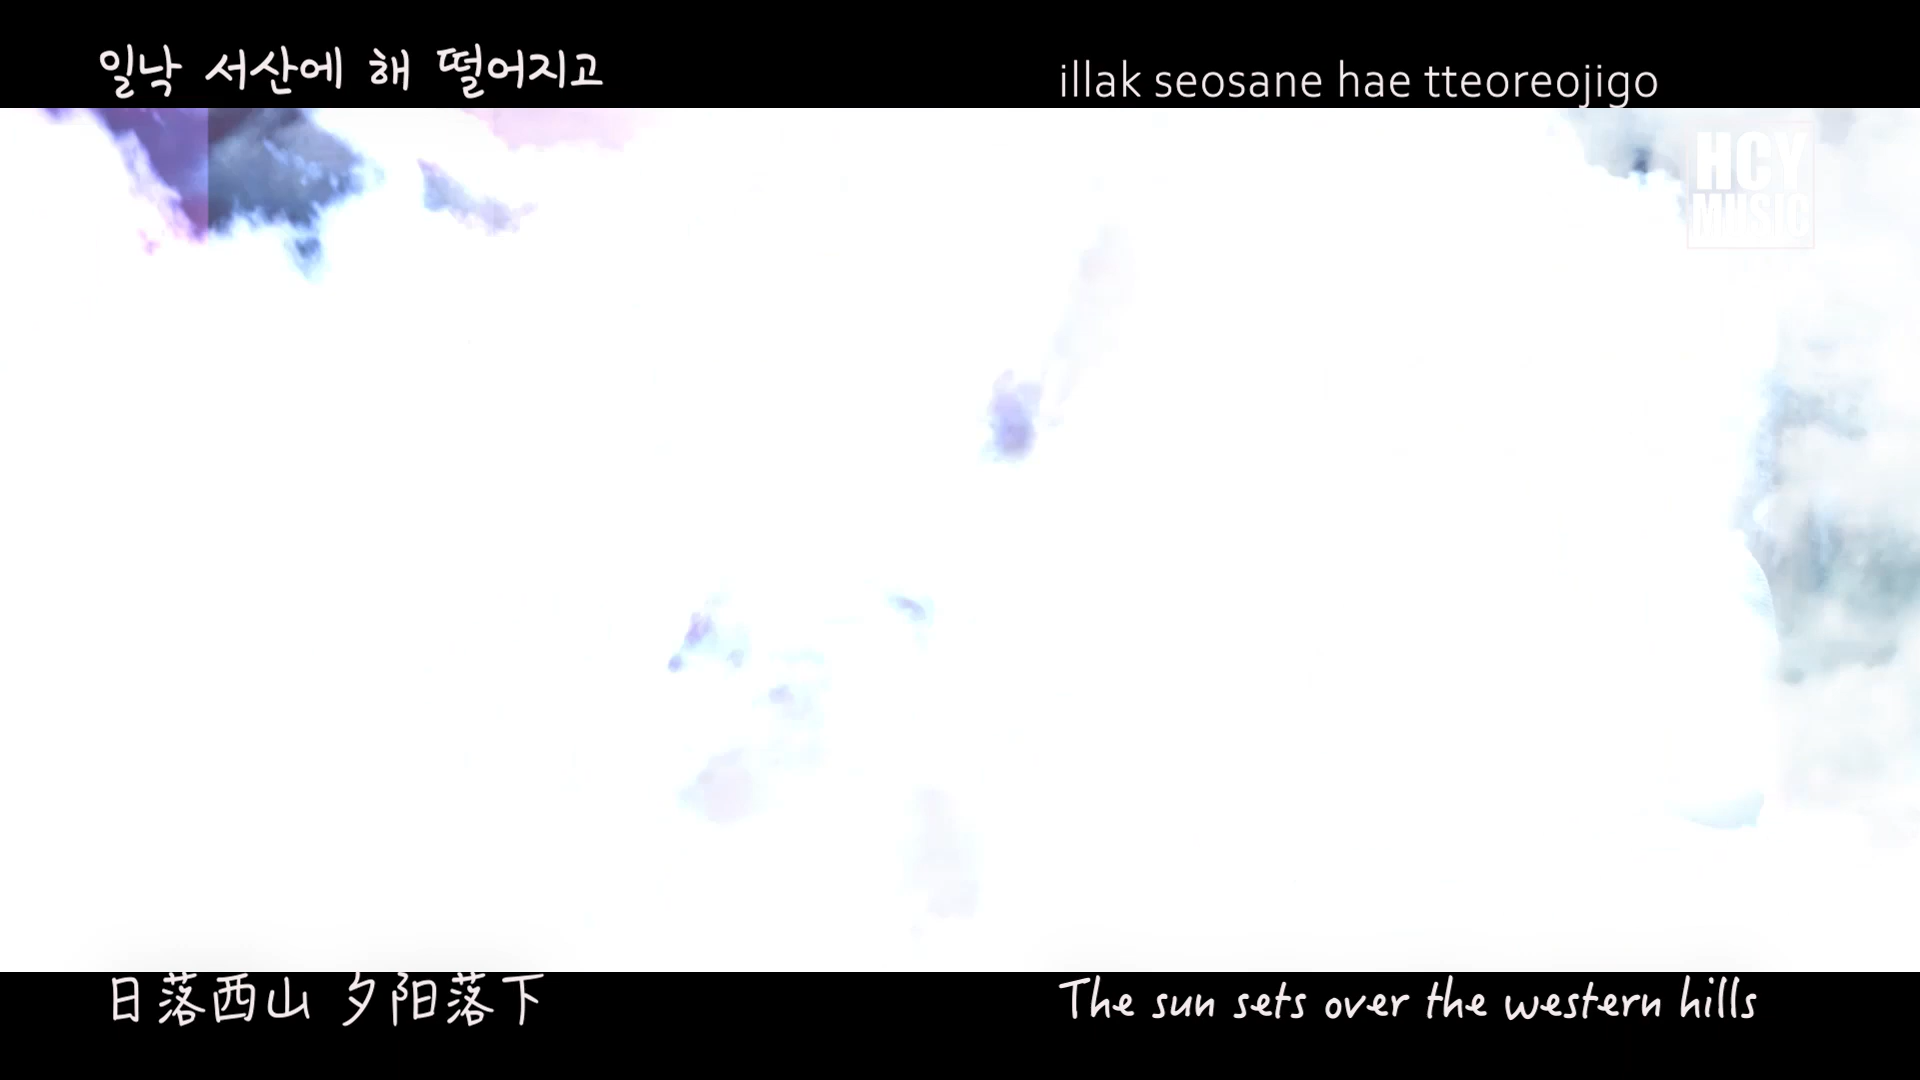 일낙 서산에 해 떨어지고
illak seosane hae tteoreojigo
HCY
MUSIC
日落西山 夕阳落下
The sun sets over the western hills